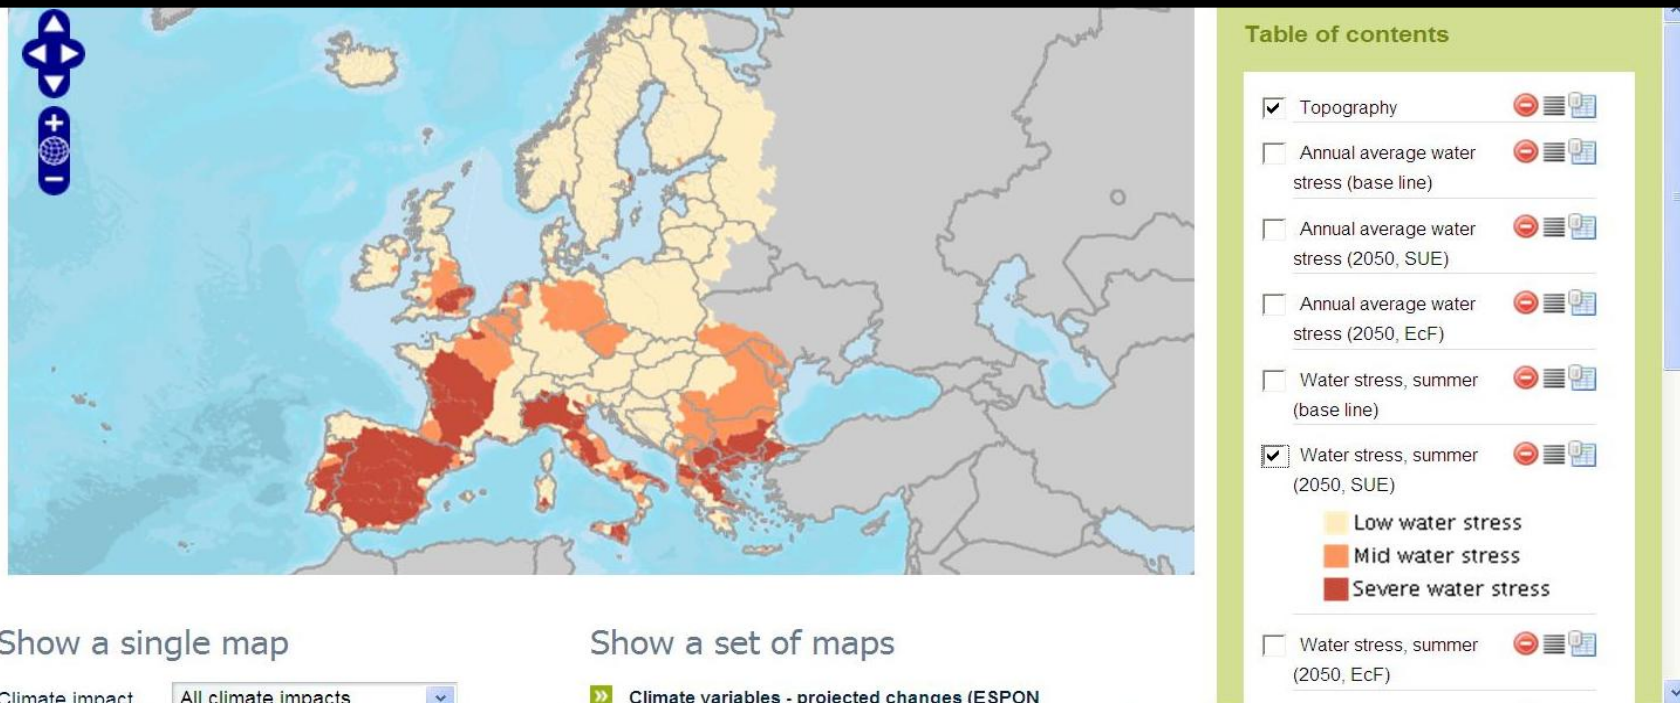 Table of contents
Topography
Annual average water
stress (base line)
Annual average water
stress (2050, SUE)
Annual average water
stress (2050, EcF)
Water stress, summer
(base line)
Water stress, summer
(2050, SUE)
Low water stress
Mid water stress
Severe water stress
Water stress, summer
(2050, EcF)
Show a single map
Climate impact
All climate impacts
Show a set of maps
Climate variables - projected changes (ESPON